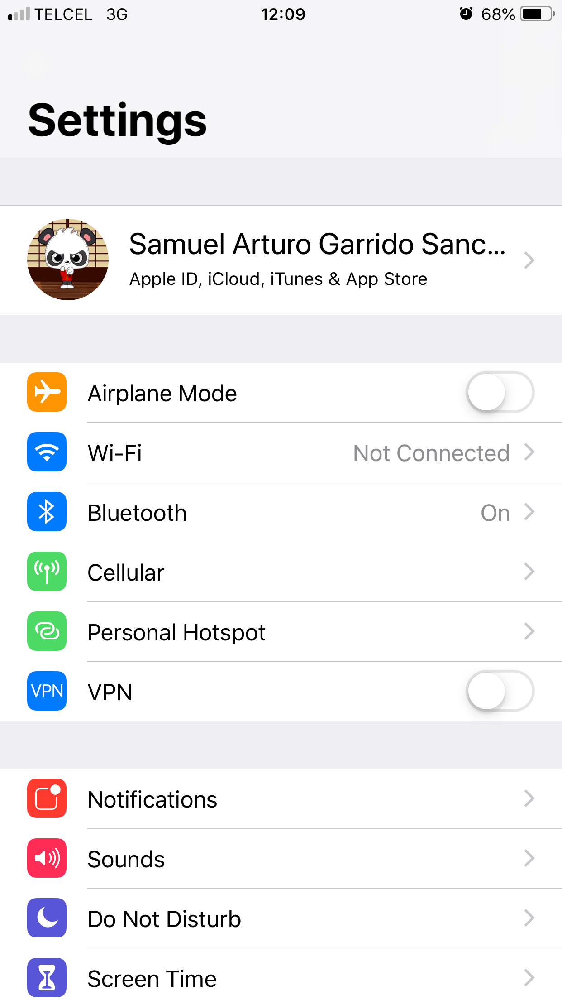 TELCEL 3G 12:09 68%
Settings
Samuel Arturo Garrido Sanc...
Apple ID, iCloud, iTunes & App Store
Airplane Mode
Wi-Fi Not Connected
Bluetooth On
Cellular
Personal Hotspot
VPN VPN
Notifications
Sounds
Do Not Disturb
Screen Time